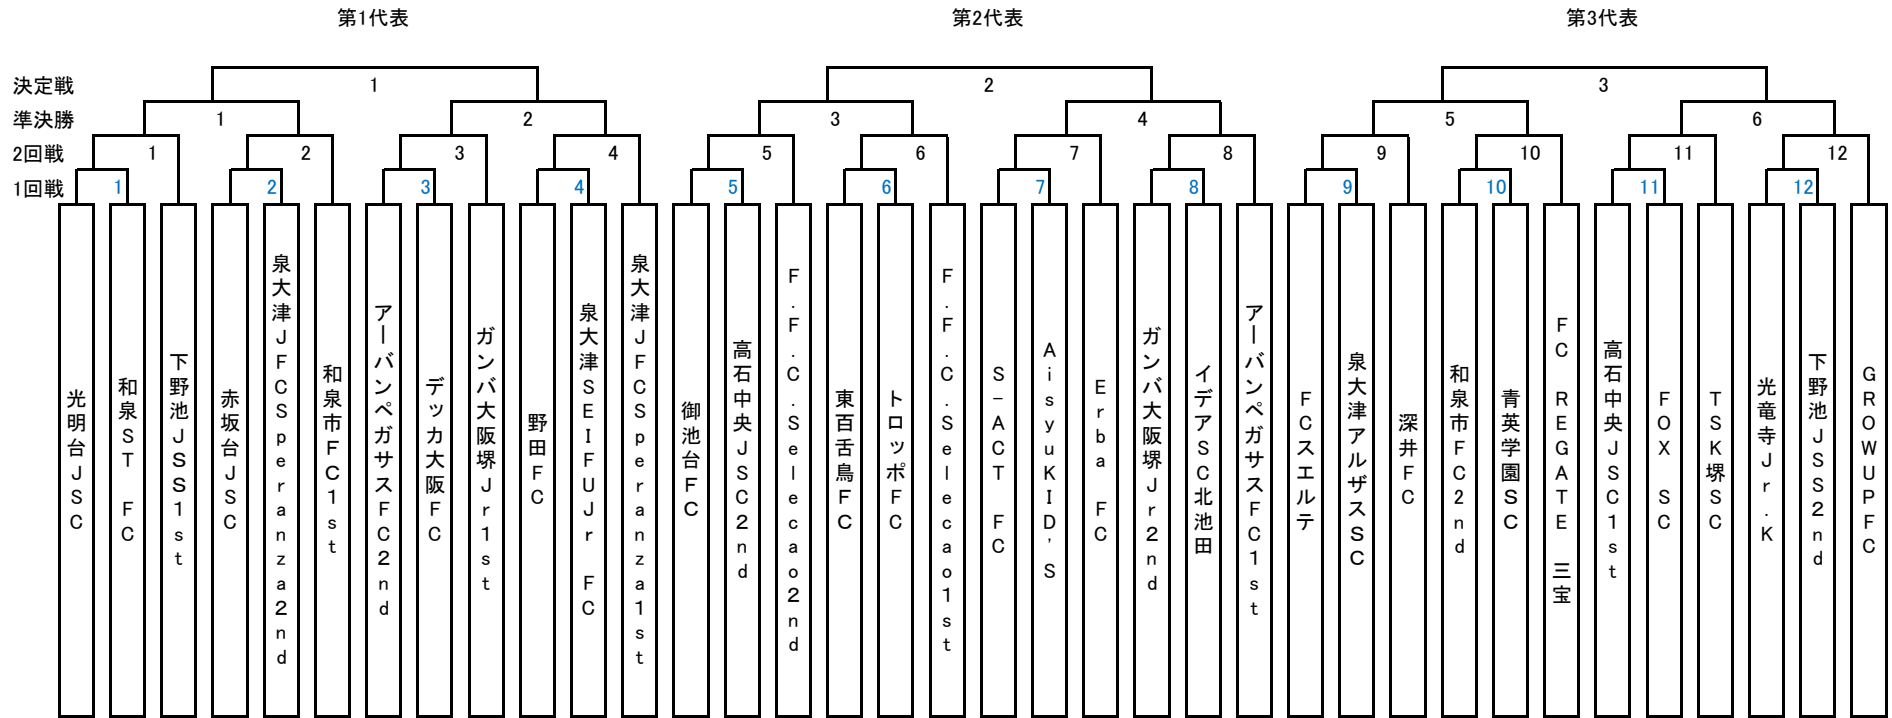 第1代表 第2代表 第3代表
決定戦 1 2 3
準決勝 1 2 3 4 5 6
2回戦 1 2 3 4 5 6 7 8 9 10 11 12
1回戦 1 2 3 4 5 6 7 8 9 10 11 12
光明台JSC
和泉ST FC
下野池JSS1st
赤坂台JSC
泉大津JFCSperanza2nd
和泉市FC1st
アーバンペガサスFC2nd
デッカ大阪FC
ガンバ大阪堺Jr1st
野田FC
泉大津SEIFUJr FC
泉大津JFCSperanza1st
御池台FC
高石中央JSC2nd
F.F.C.Selecao2nd
東百舌鳥FC
トロッポFC
F.F.C.Selecao1st
S-ACT FC
AisyuKID'S
Erba FC
ガンバ大阪堺Jr2nd
イデアSC北池田
アーバンペガサスFC1st
FCスエルテ
泉大津アルザスSC
深井FC
和泉市FC2nd
青英学園SC
FC REGATE 三宝
高石中央JSC1st
FOX SC
TSK堺SC
光竜寺Jr.K
下野池JSS2nd
GROWUPFC